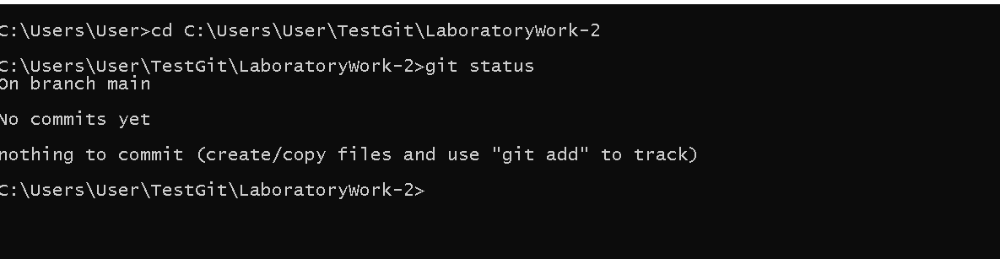 C:\Users\User>cd C:\Users\User\TestGit\LaboratoryWork-2
C:\Users\User\TestGit\LaboratoryWork-2>git status
On branch main
No commits yet
nothing to commit (create/copy files and use "git add" to track)
C:\Users\User\TestGit\LaboratoryWork-2>